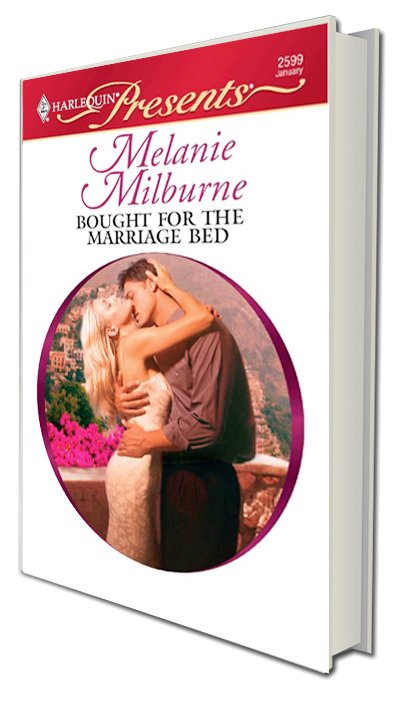 HARLEQUIN®
Presents®
2599
January
Melanie
Milburne
BOUGHT FOR THE
MARRIAGE BED